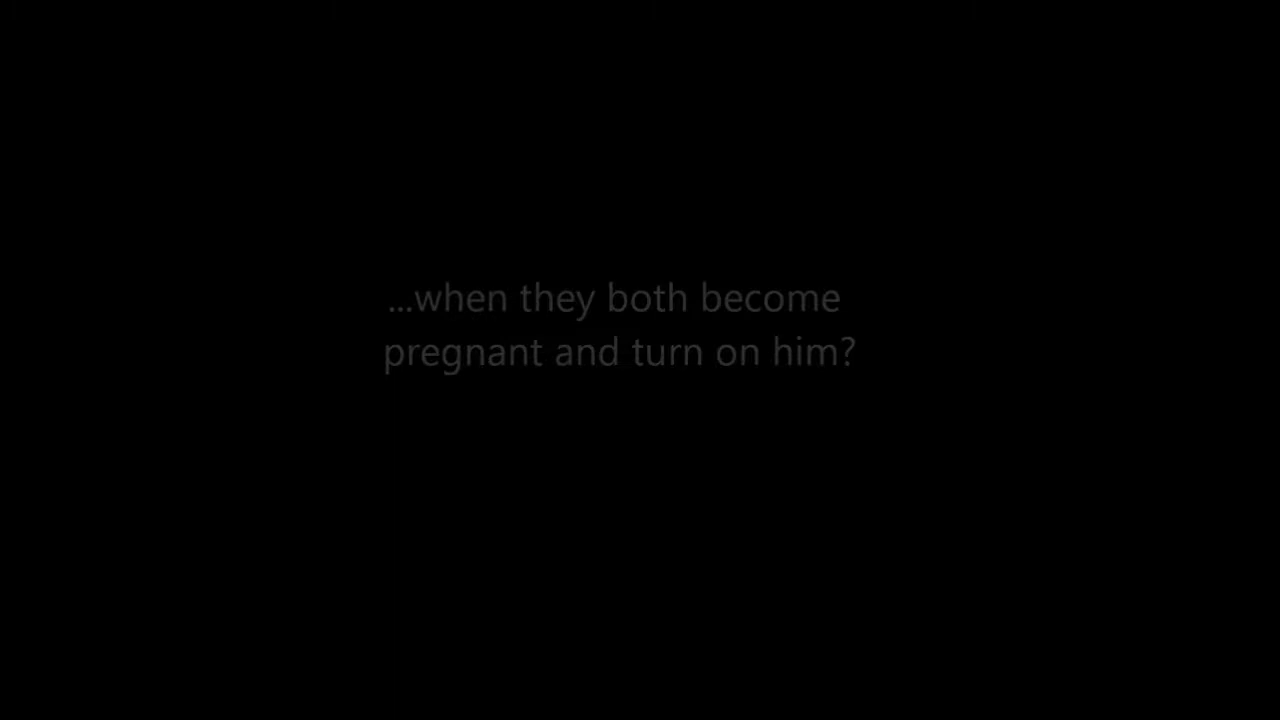 ...when they both become
pregnant and turn on him?